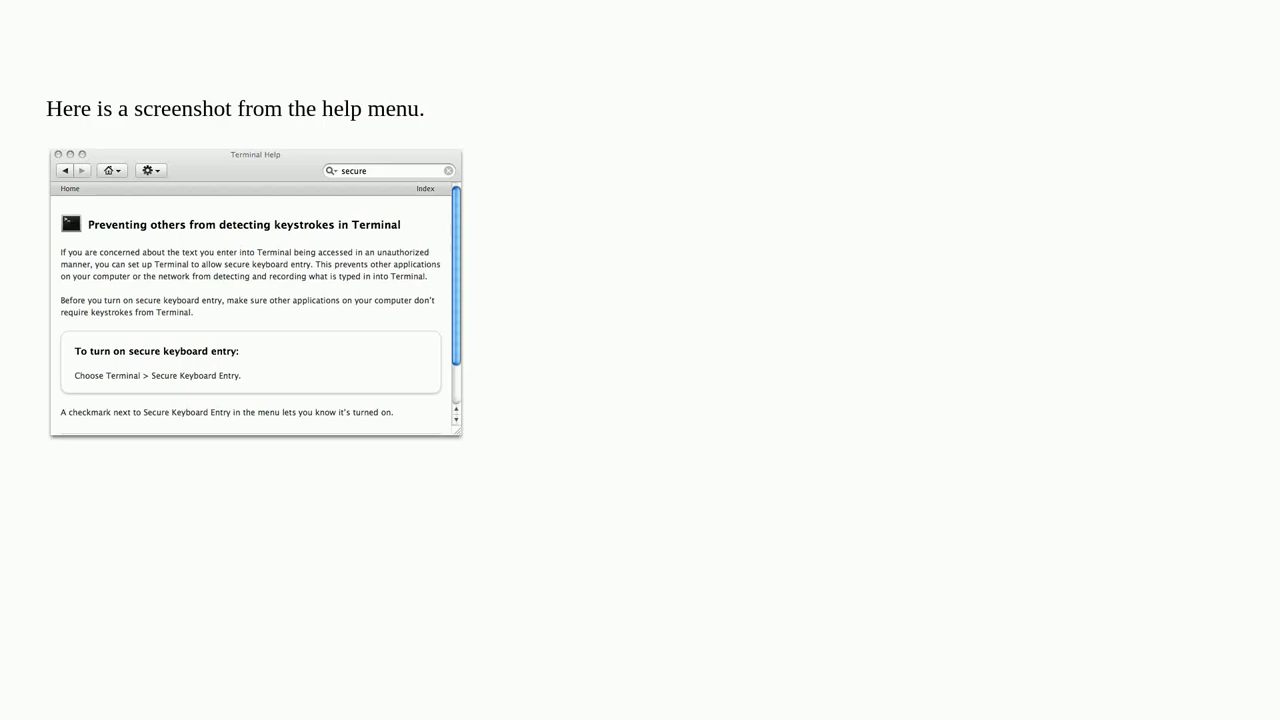 Here is a screenshot from the help menu.
Terminal Help
secure
Home Index
Preventing others from detecting keystrokes in Terminal
If you are concerned about the text you enter into Terminal being accessed in an unauthorized
manner, you can set up Terminal to allow secure keyboard entry. This prevents other applications
on your computer or the network from detecting and recording what is typed in into Terminal.
Before you turn on secure keyboard entry, make sure other applications on your computer don't
require keystrokes from Terminal.
To turn on secure keyboard entry:
Choose Terminal > Secure Keyboard Entry.
A checkmark next to Secure Keyboard Entry in the menu lets you know it's turned on.